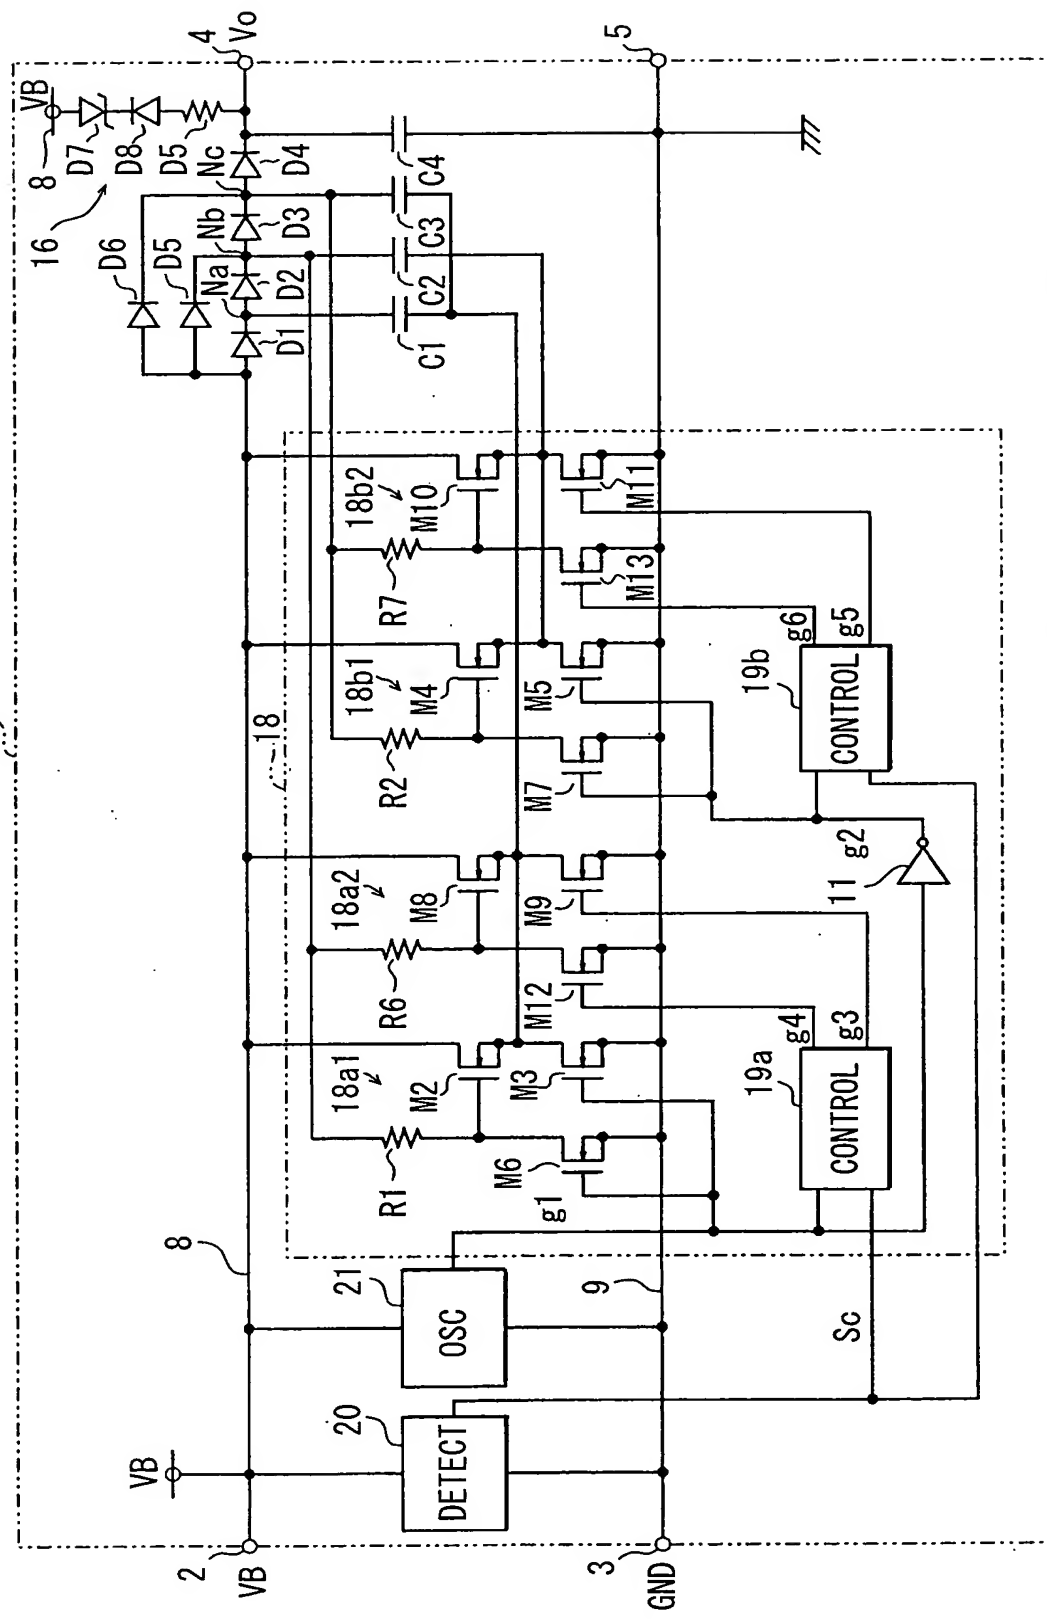 VB
8
16
D7
D6
D8
D5
D5
Nb
Nc
Na
4
Vo
2
VB
VB
8
D1
D2
D3
D4
18
20
DETECT
21
OSC
R1
18a1
M2
R6
18a2
M8
R2
18b1
M4
R7
18b2
M10
C1
C2
C3
C4
g1
M6
M3
M12
M9
M7
M5
M13
M11
3
GND
9
5
19a
CONTROL
g4
g3
19b
CONTROL
g6
g5
g2
11
Sc